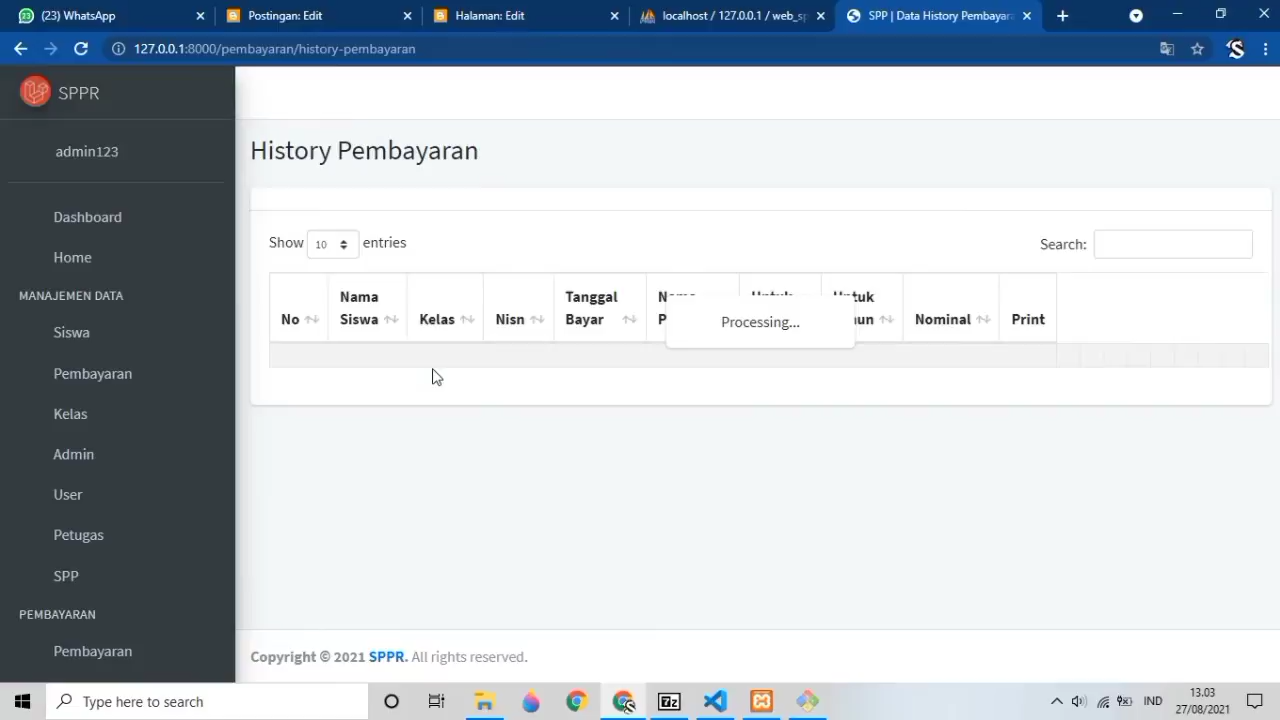 (23) WhatsApp
Postingan: Edit
Halaman: Edit
localhost / 127.0.0.1 / web_sp
SPP | Data History Pembayar
127.0.0.1:8000/pembayaran/history-pembayaran
SPPR
admin123
Dashboard
Home
MANAJEMEN DATA
Siswa
Pembayaran
Kelas
Admin
User
Petugas
SPP
PEMBAYARAN
Pembayaran
History Pembayaran
Show 10 entries
Search:
No
Nama Siswa
Kelas
Nisn
Tanggal Bayar
Nominal
Print
Processing...
Copyright © 2021 SPPR. All rights reserved.
Type here to search
IND
13.03
27/08/2021